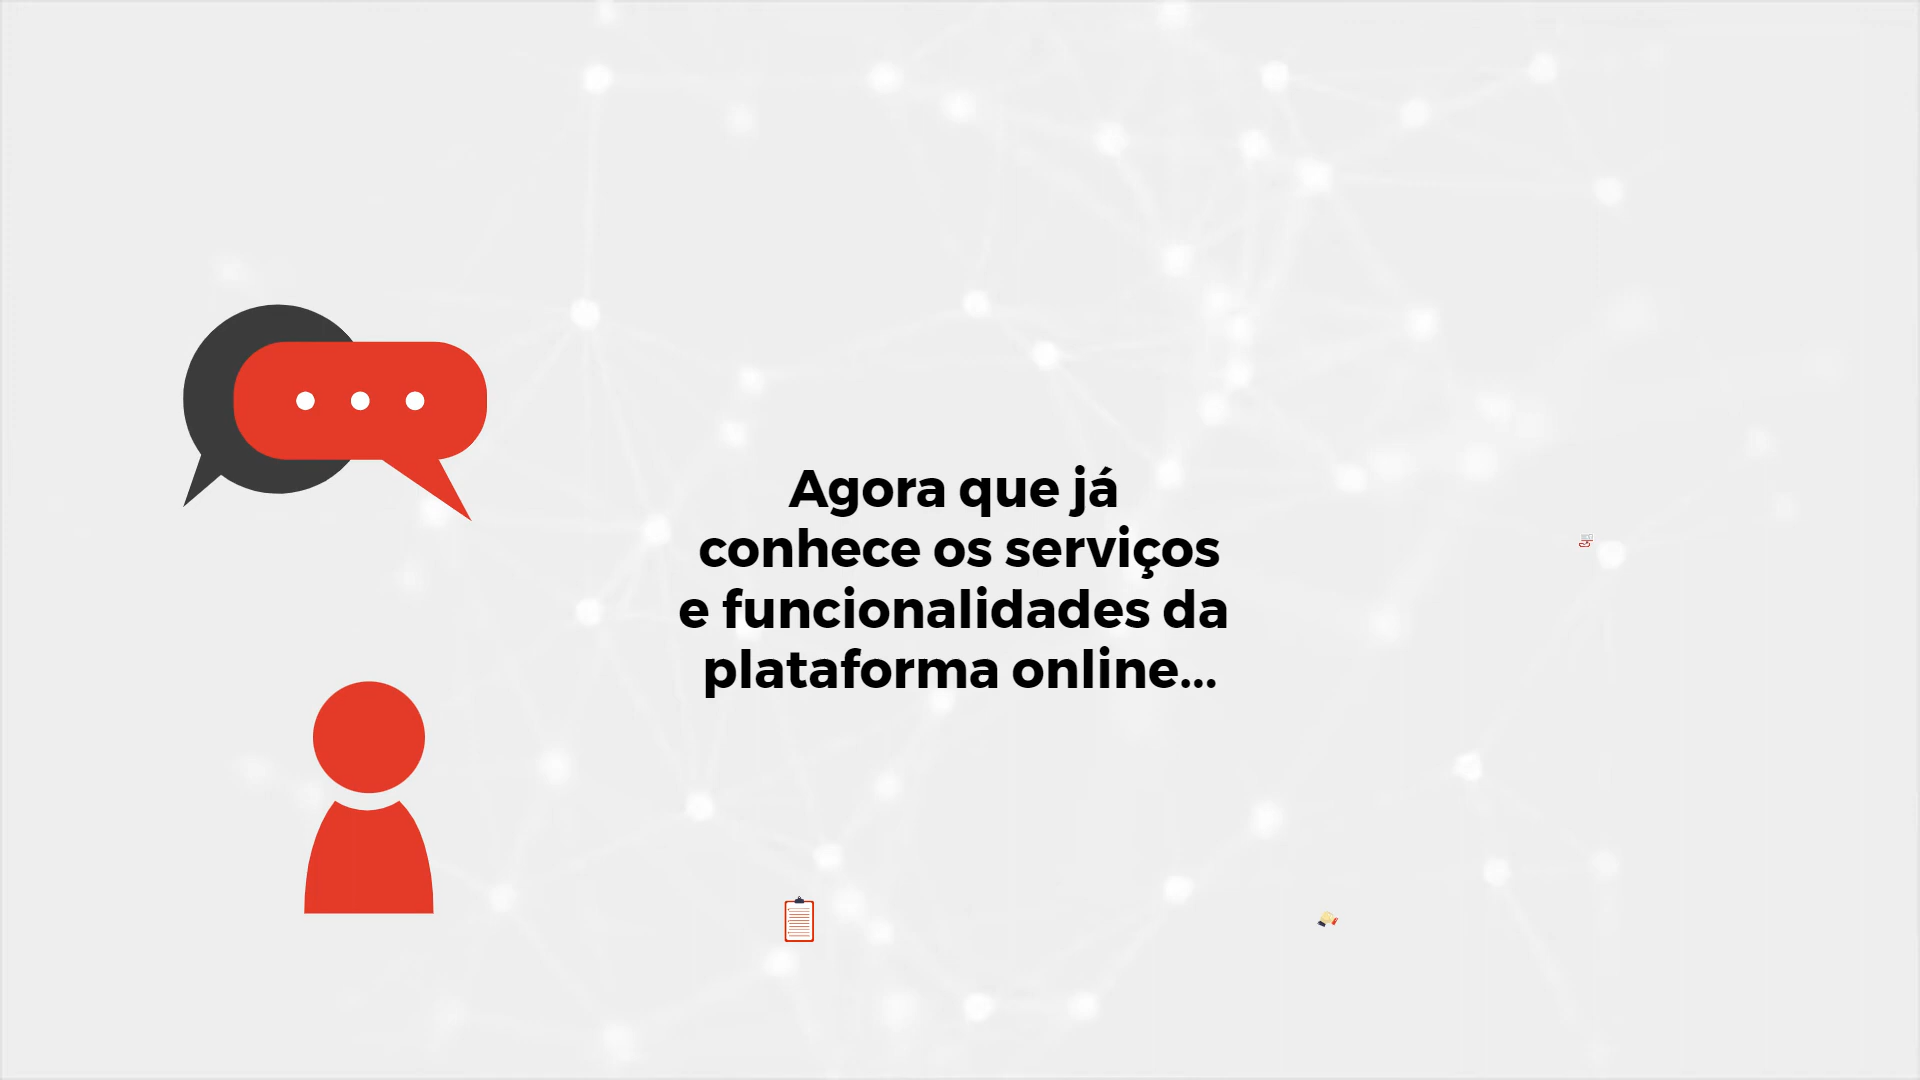 Agora que já
conhece os serviços
e funcionalidades da
plataforma online...